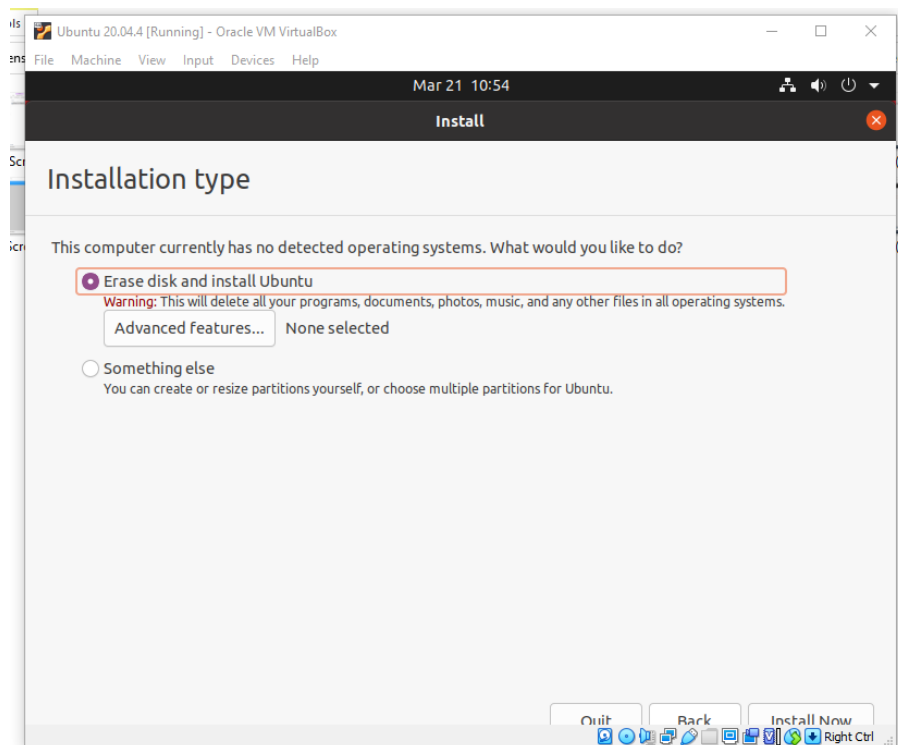 ols
Ubuntu 20.04.4 [Running] - Oracle VM VirtualBox
ens
File Machine View Input Devices Help
Mar 21 10:54
Install
Scr
Installation type
Scr
This computer currently has no detected operating systems. What would you like to do?
Erase disk and install Ubuntu
Warning: This will delete all your programs, documents, photos, music, and any other files in all operating systems.
Advanced features... None selected
Something else
You can create or resize partitions yourself, or choose multiple partitions for Ubuntu.
Quit Back Install Now
Right Ctrl